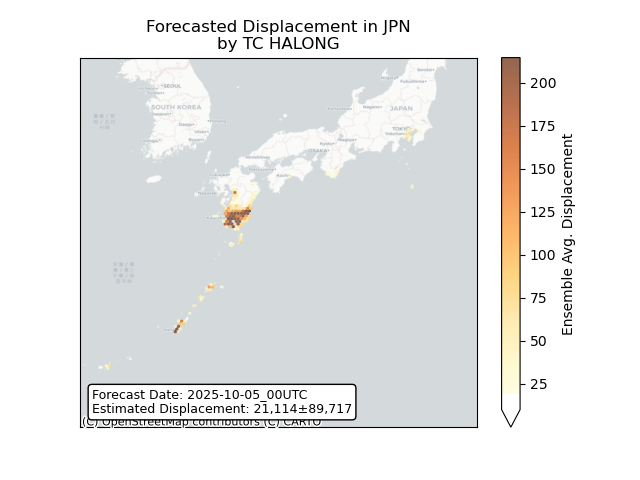 Forecasted Displacement in JPN
by TC HALONG
SEOUL
SOUTH KOREA
JAPAN
TOKYO
200
175
150
125
100
75
50
25
Ensemble Avg. Displacement
Forecast Date: 2025-10-05_00UTC
Estimated Displacement: 21,114±89,717
(C) OpenStreetMap contributors (C) CARTO